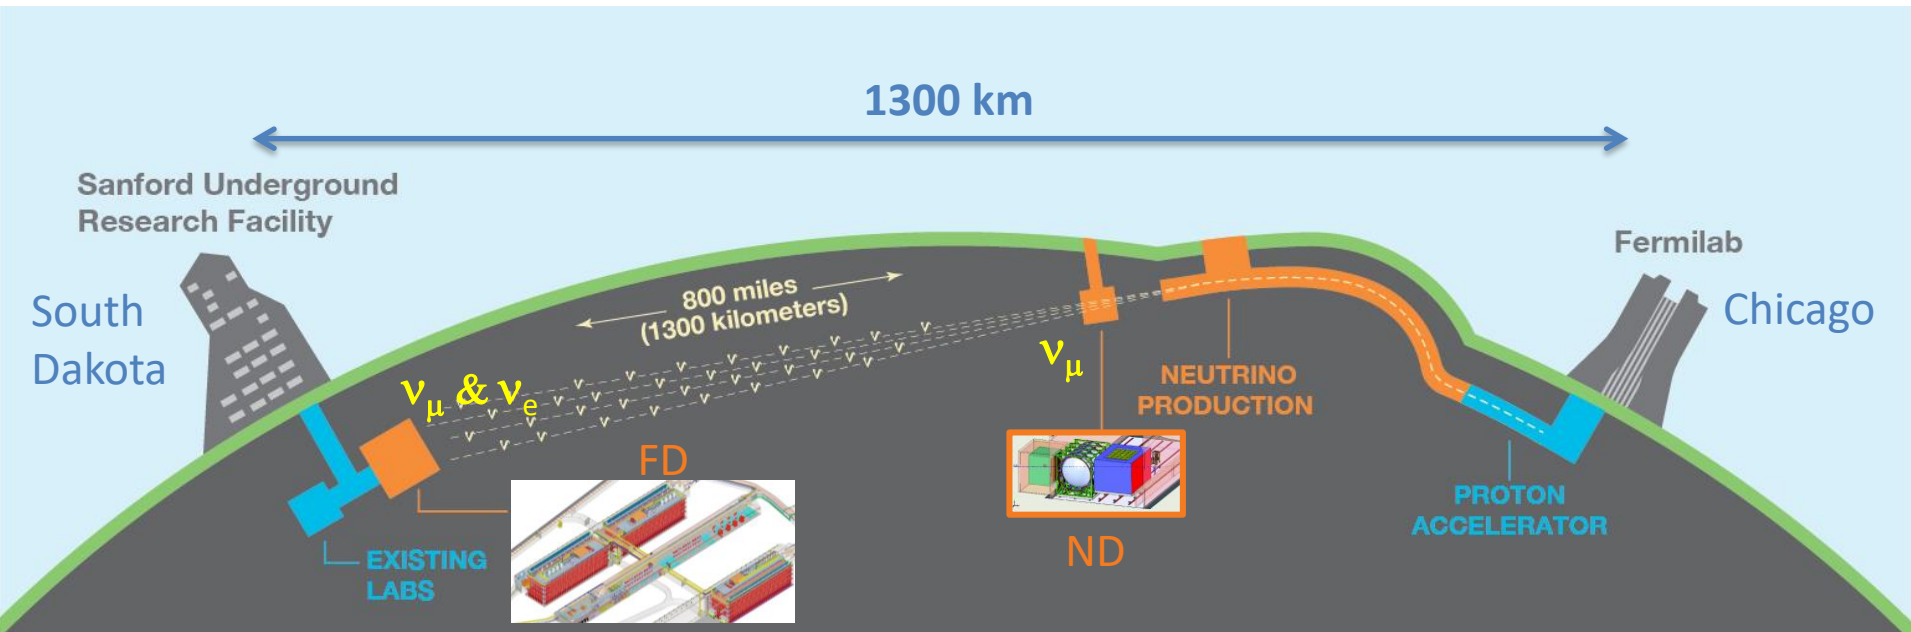 1300 km
Sanford Underground
Research Facility
Fermilab
South
Dakota
Chicago
800 miles
(1300 kilometers)
νμ & νe
νμ
NEUTRINO
PRODUCTION
FD
ND
PROTON
ACCELERATOR
EXISTING
LABS